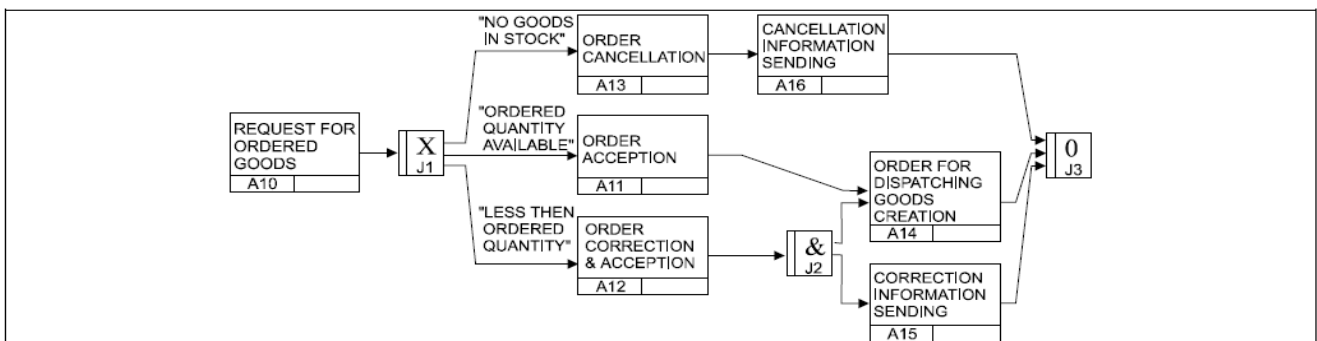 "NO GOODS
IN STOCK"
ORDER
CANCELLATION
A13
CANCELLATION
INFORMATION
SENDING
A16
REQUEST FOR
ORDERED
GOODS
A10
X
J1
"ORDERED
QUANTITY
AVAILABLE"
ORDER
ACCEPTION
A11
"LESS THEN
ORDERED
QUANTITY"
ORDER
CORRECTION
& ACCEPTION
A12
&
J2
ORDER FOR
DISPATCHING
GOODS
CREATION
A14
CORRECTION
INFORMATION
SENDING
A15
O
J3